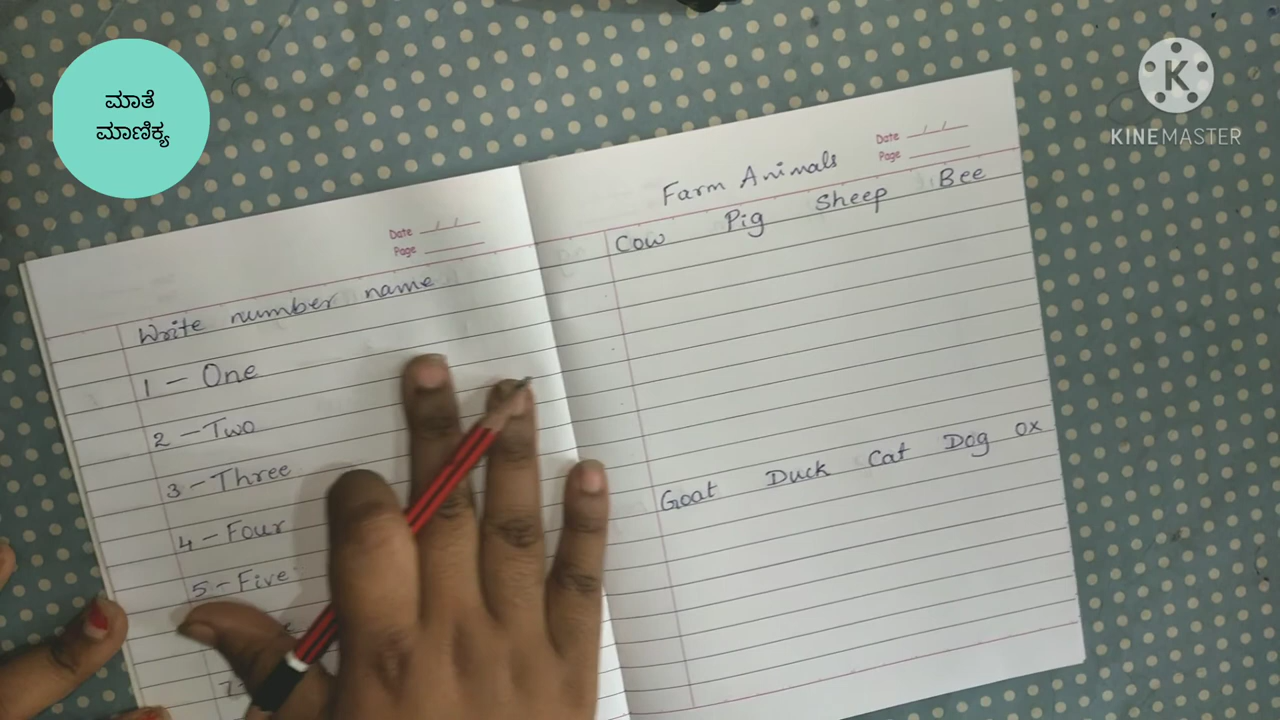 ಮಾತೆ
ಮಾಣಿಕ್ಯ
KINEMASTER
Date
Page
Write number name
1 - One
2 - Two
3 - Three
4 - Four
5 - Five
7
Date
Page
Farm Animals
Cow Pig Sheep Bee
Goat Duck Cat Dog Ox